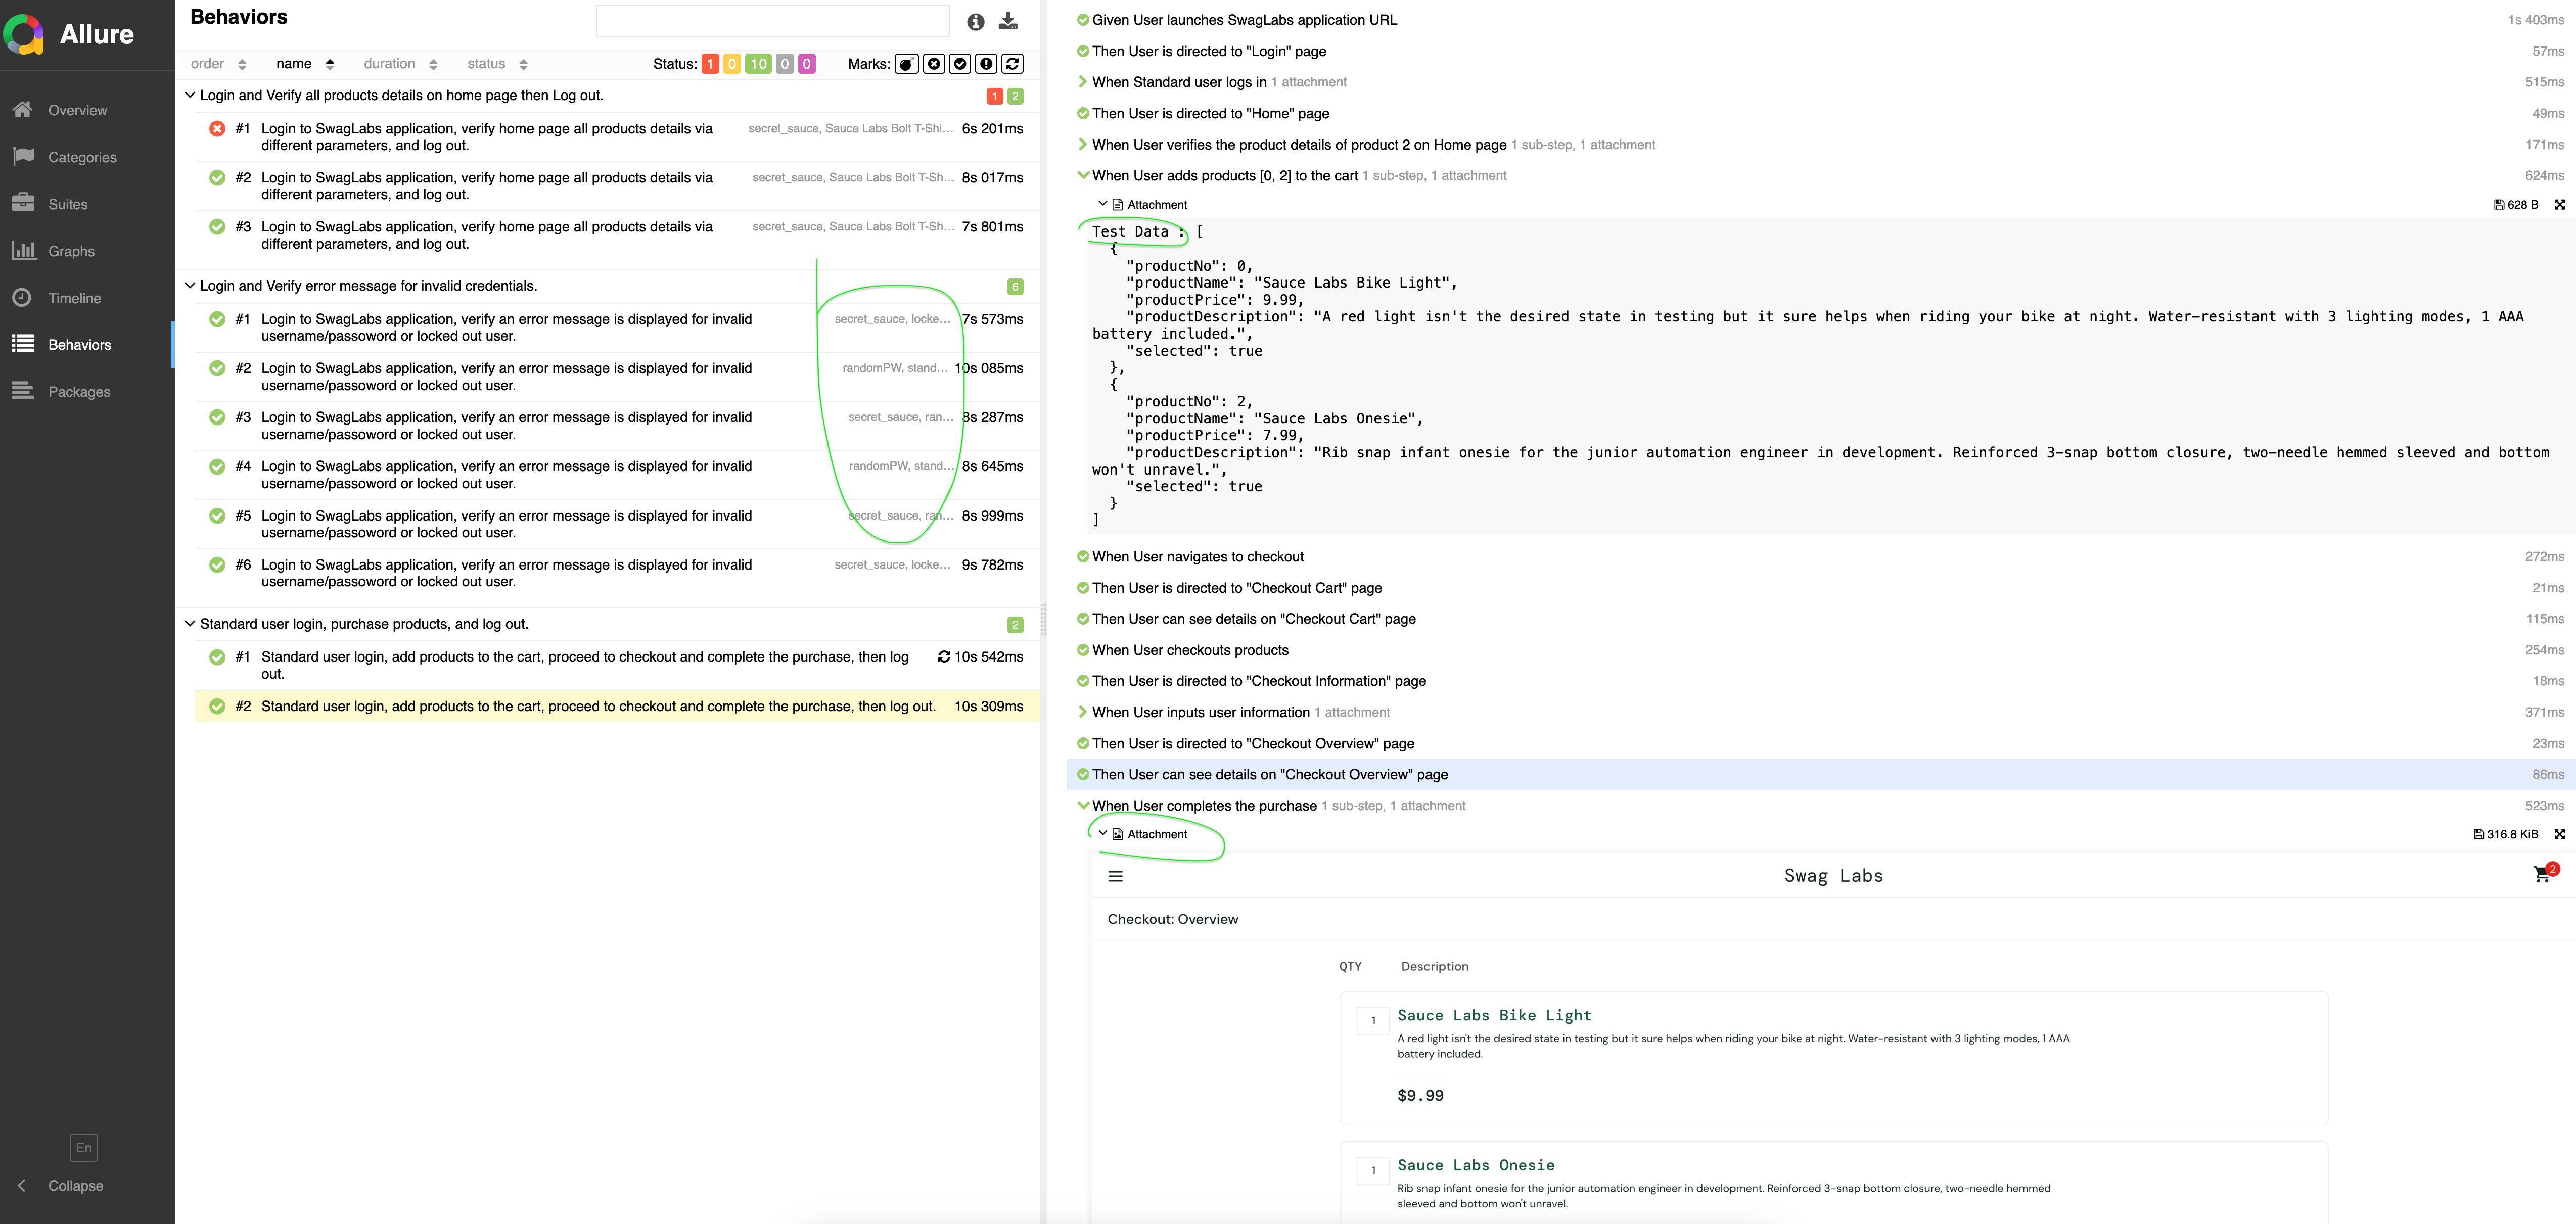 Allure
Overview
Categories
Suites
Graphs
Timeline
Behaviors
Packages
En
Collapse
Behaviors
order name duration status Status: 1 0 10 0 0 Marks:
Login and Verify all products details on home page then Log out. 1 2
#1 Login to SwagLabs application, verify home page all products details via secret_sauce, Sauce Labs Bolt T-Shi... 6s 201ms
different parameters, and log out.
#2 Login to SwagLabs application, verify home page all products details via secret_sauce, Sauce Labs Bolt T-Sh... 8s 017ms
different parameters, and log out.
#3 Login to SwagLabs application, verify home page all products details via secret_sauce, Sauce Labs Bolt T-Sh... 7s 801ms
different parameters, and log out.
Login and Verify error message for invalid credentials. 6
#1 Login to SwagLabs application, verify an error message is displayed for invalid secret_sauce, locke... 7s 573ms
username/passoword or locked out user.
#2 Login to SwagLabs application, verify an error message is displayed for invalid randomPW, stand... 10s 085ms
username/passoword or locked out user.
#3 Login to SwagLabs application, verify an error message is displayed for invalid secret_sauce, ran... 8s 287ms
username/passoword or locked out user.
#4 Login to SwagLabs application, verify an error message is displayed for invalid randomPW, stand... 8s 645ms
username/passoword or locked out user.
#5 Login to SwagLabs application, verify an error message is displayed for invalid secret_sauce, ran... 8s 999ms
username/passoword or locked out user.
#6 Login to SwagLabs application, verify an error message is displayed for invalid secret_sauce, locke... 9s 782ms
username/passoword or locked out user.
Standard user login, purchase products, and log out. 2
#1 Standard user login, add products to the cart, proceed to checkout and complete the purchase, then log 10s 542ms
out.
#2 Standard user login, add products to the cart, proceed to checkout and complete the purchase, then log out. 10s 309ms
Given User launches SwagLabs application URL 1s 403ms
Then User is directed to "Login" page 57ms
When Standard user logs in 1 attachment 515ms
Then User is directed to "Home" page 49ms
When User verifies the product details of product 2 on Home page 1 sub-step, 1 attachment 171ms
When User adds products [0, 2] to the cart 1 sub-step, 1 attachment 624ms
Attachment 628 B
Test Data : [
{
"productNo": 0,
"productName": "Sauce Labs Bike Light",
"productPrice": 9.99,
"productDescription": "A red light isn't the desired state in testing but it sure helps when riding your bike at night. Water-resistant with 3 lighting modes, 1 AAA
battery included.",
"selected": true
},
{
"productNo": 2,
"productName": "Sauce Labs Onesie",
"productPrice": 7.99,
"productDescription": "Rib snap infant onesie for the junior automation engineer in development. Reinforced 3-snap bottom closure, two-needle hemmed sleeved and bottom
won't unravel.",
"selected": true
}
]
When User navigates to checkout 272ms
Then User is directed to "Checkout Cart" page 21ms
Then User can see details on "Checkout Cart" page 115ms
When User checkouts products 254ms
Then User is directed to "Checkout Information" page 18ms
When User inputs user information 1 attachment 371ms
Then User is directed to "Checkout Overview" page 23ms
Then User can see details on "Checkout Overview" page 86ms
When User completes the purchase 1 sub-step, 1 attachment 523ms
Attachment 316.8 KiB
Swag Labs 2
Checkout: Overview
QTY Description
1 Sauce Labs Bike Light
A red light isn't the desired state in testing but it sure helps when riding your bike at night. Water-resistant with 3 lighting modes, 1 AAA
battery included.
$9.99
1 Sauce Labs Onesie
Rib snap infant onesie for the junior automation engineer in development. Reinforced 3-snap bottom closure, two-needle hemmed
sleeved and bottom won't unravel.